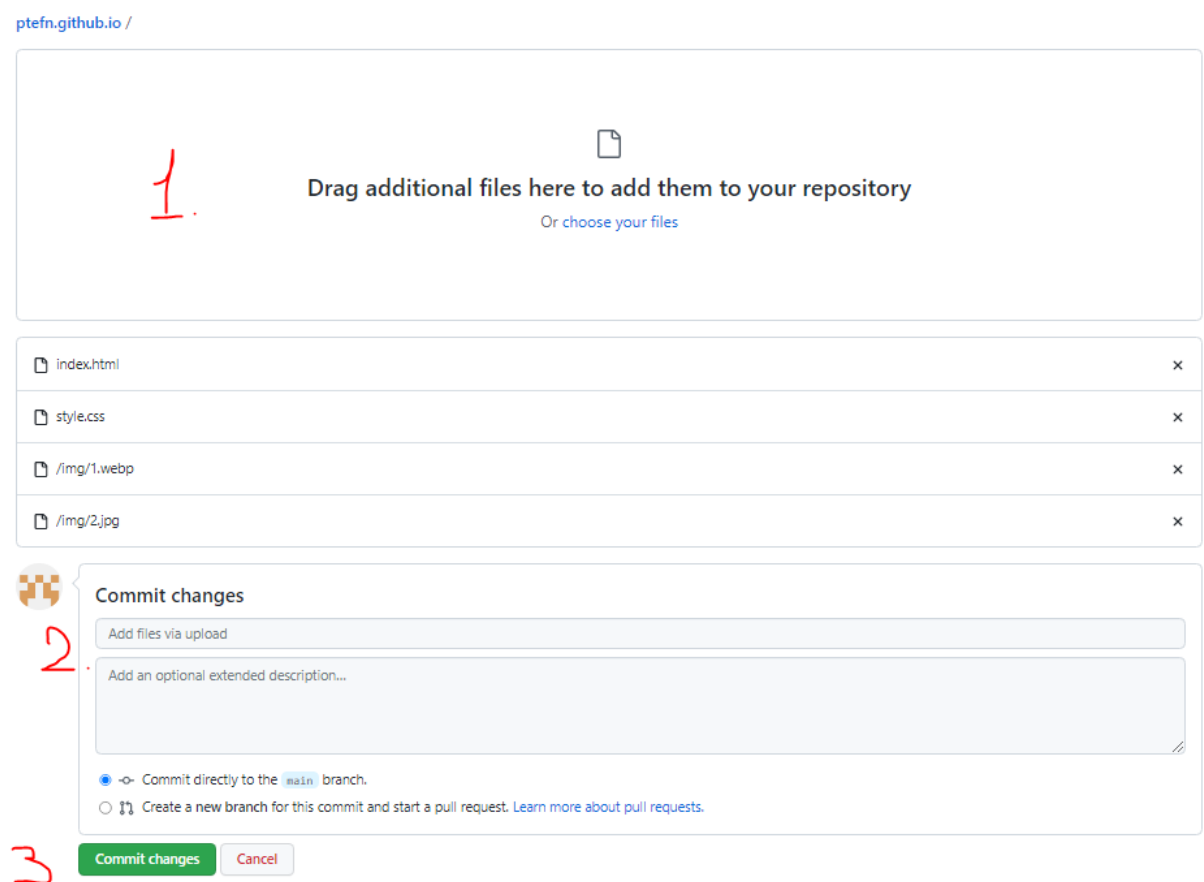 ptefn.github.io /
1.
Drag additional files here to add them to your repository
Or choose your files
index.html
style.css
/img/1.webp
/img/2.jpg
Commit changes
2.
Add files via upload
Add an optional extended description...
Commit directly to the main branch.
Create a new branch for this commit and start a pull request. Learn more about pull requests.
3
Commit changes Cancel